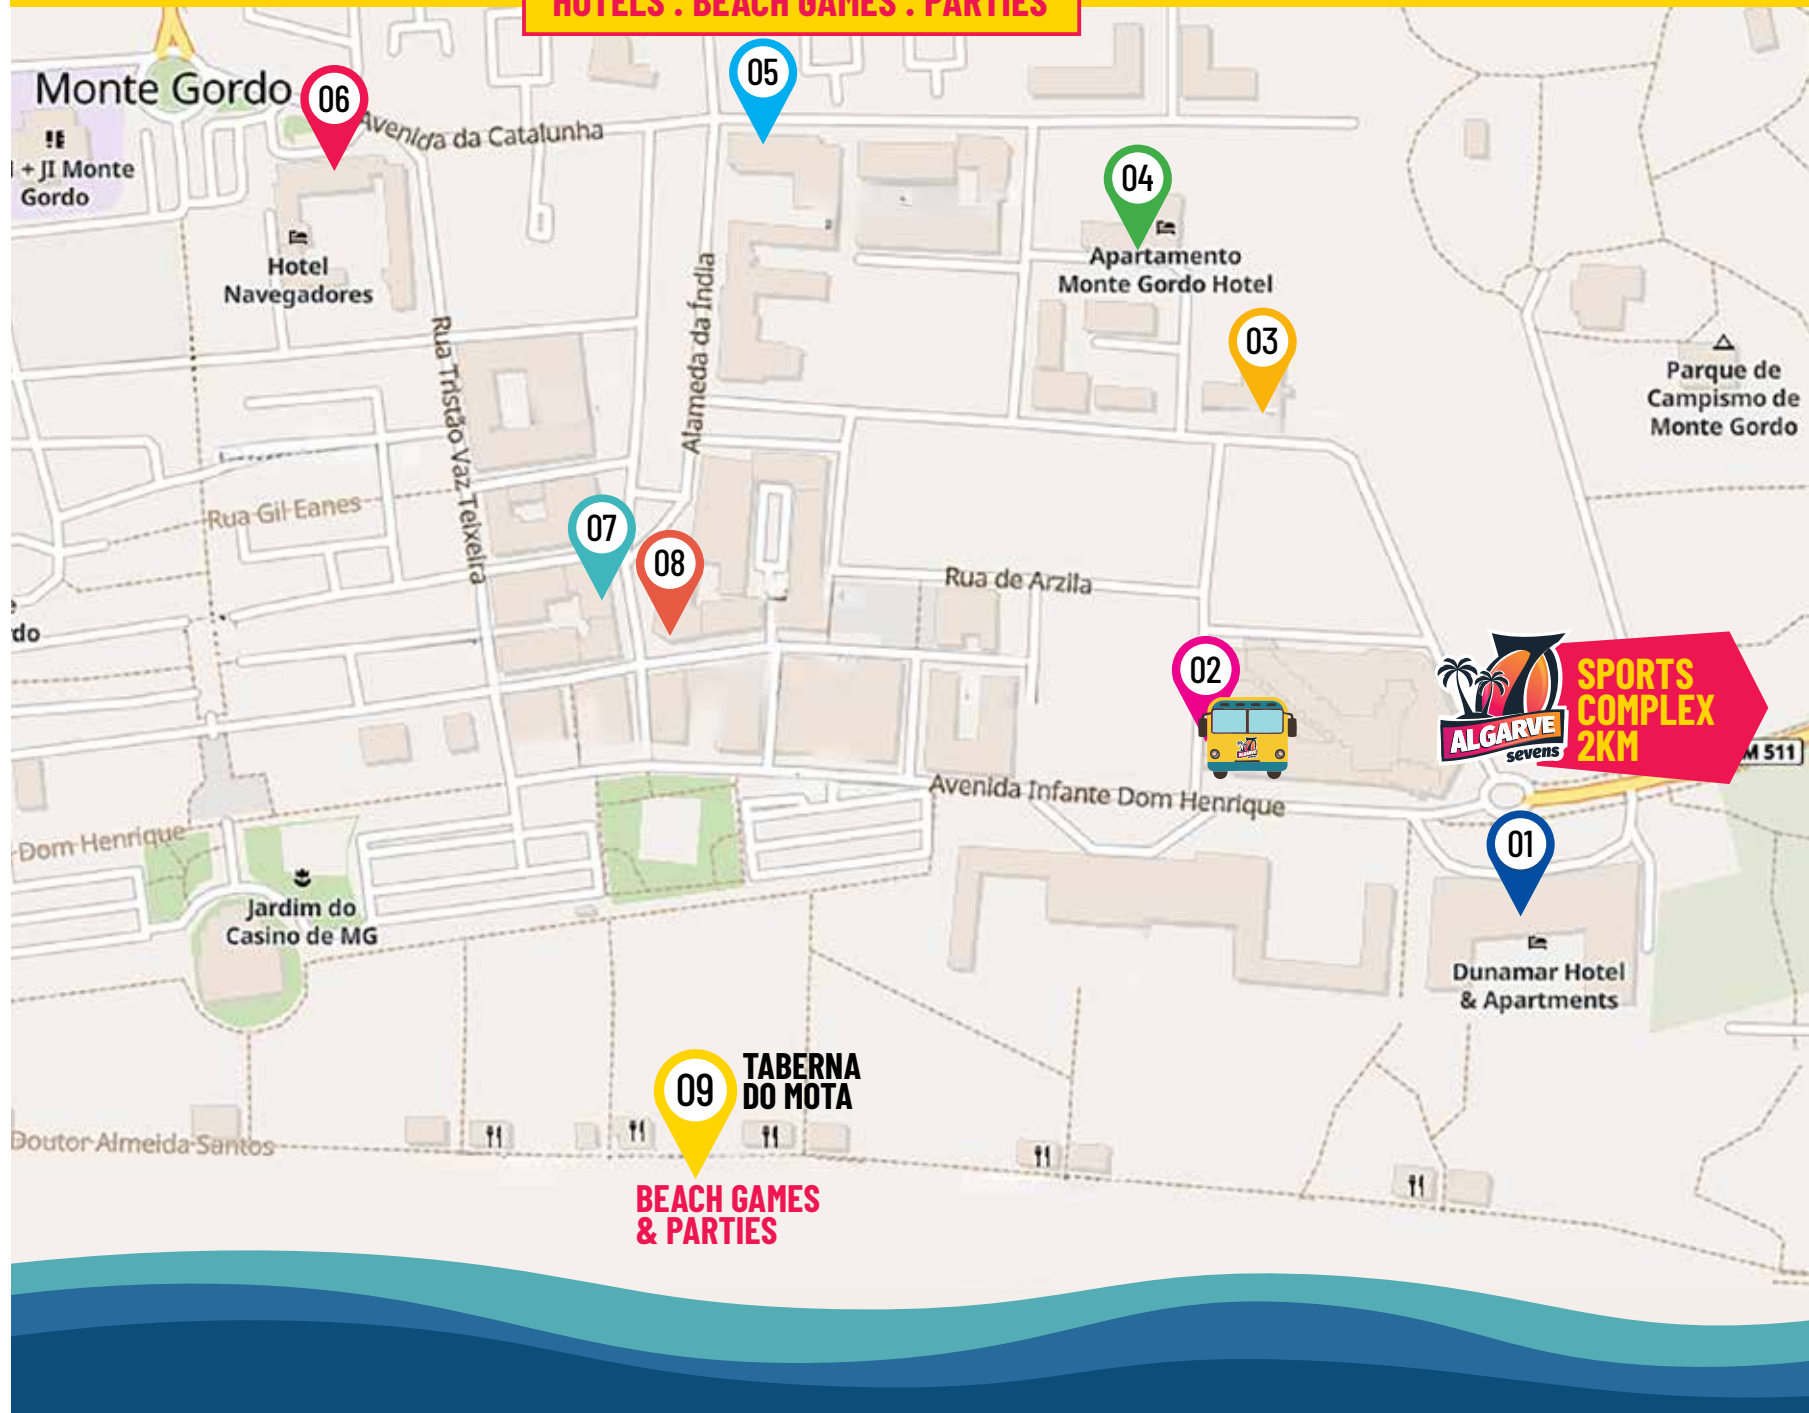 HOTELS . BEACH GAMES . PARTIES
05
Monte Gordo
06
Avenida da Catalunha
+ JI Monte
Gordo
04
Hotel
Navegadores
Apartamento
Monte Gordo Hotel
Alameda da Índia
Rua Tristão Vaz Teixeira
03
Parque de
Campismo de
Monte Gordo
Rua Gil Eanes
07
08
Rua de Arzila
do
02
ALGARVE
sevens
SPORTS
COMPLEX
2KM
M 511
Avenida Infante Dom Henrique
Dom Henrique
01
Jardim do
Casino de MG
Dunamar Hotel
& Apartments
09
TABERNA
DO MOTA
Doutor Almeida Santos
BEACH GAMES
& PARTIES